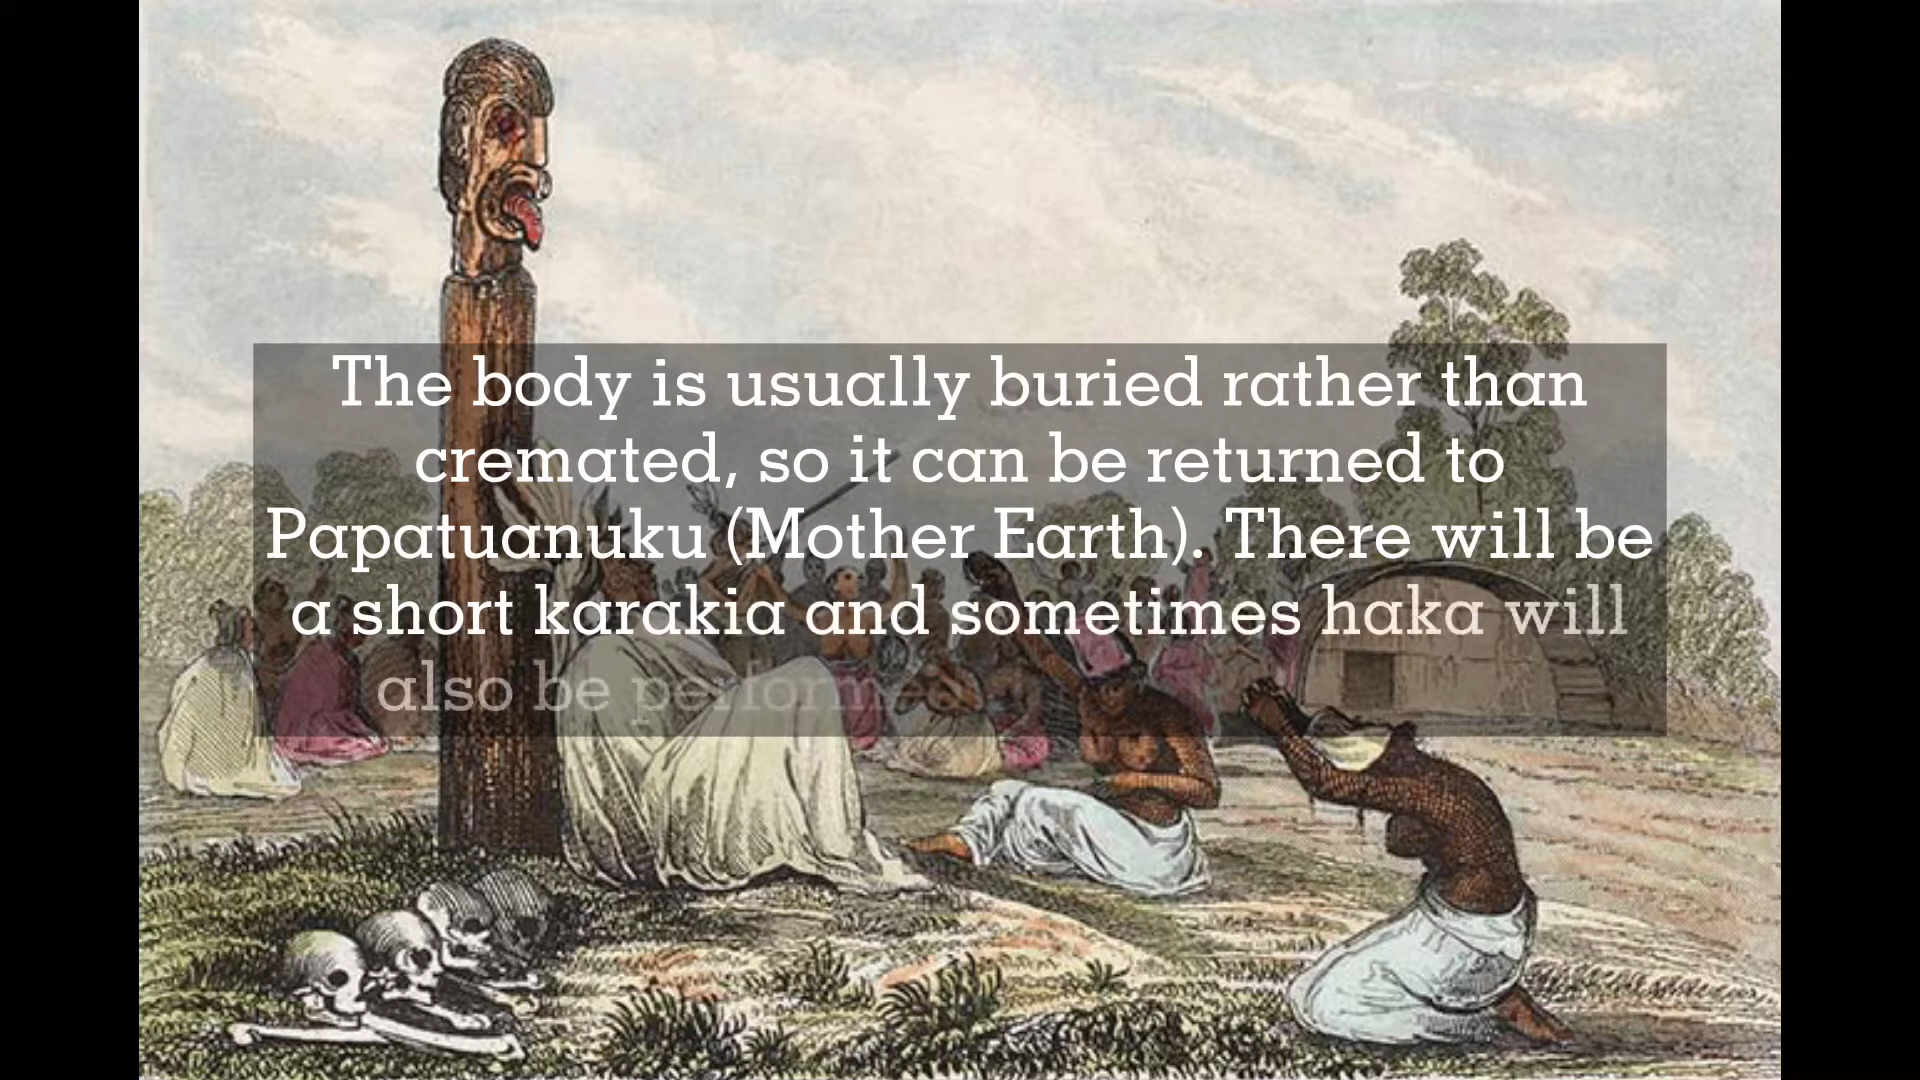 The body is usually buried rather than
cremated, so it can be returned to
Papatuanuku (Mother Earth). There will be
a short karakia and sometimes haka will
also be performed